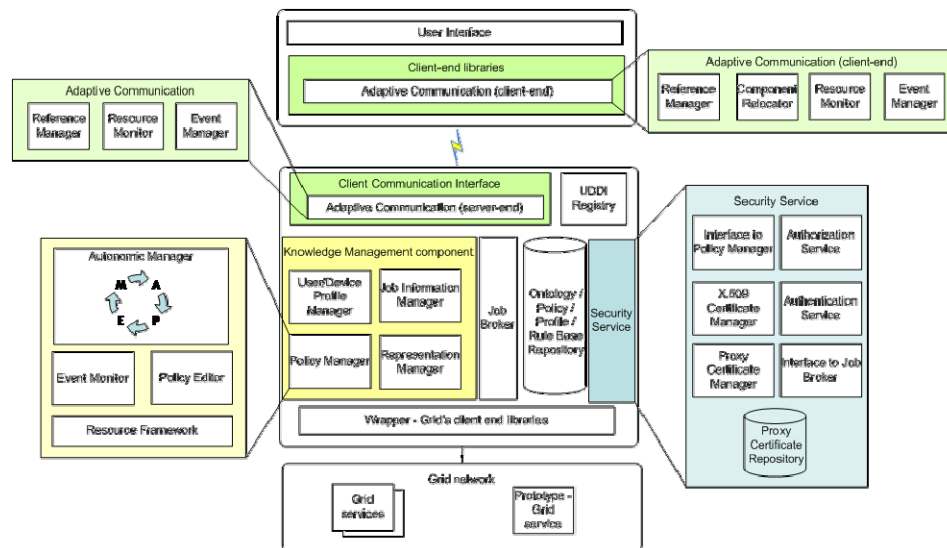 User Interface
Client-end libraries
Adaptive Communication (client-end)
Adaptive Communication
Reference
Manager
Resource
Monitor
Event
Manager
Adaptive Communication (client-end)
Reference
Manager
Component
Relocator
Resource
Monitor
Event
Manager
Client Communication Interface
Adaptive Communication (server-end)
UDDI
Registry
Knowledge Management component
User/Device
Profile
Manager
Job Information
Manager
Policy Manager
Representation
Manager
Job
Broker
Ontology /
Policy /
Profile /
Rule Base
Repository
Security
Service
Wrapper - Grid's client end libraries
Autonomic Manager
M
A
E
P
Event Monitor
Policy Editor
Resource Framework
Security Service
Interface to
Policy Manager
Authorization
Service
X.509
Certificate
Manager
Authentication
Service
Proxy
Certificate
Manager
Interface to Job
Broker
Proxy
Certificate
Repository
Grid network
Grid
services
Prototype -
Grid
service